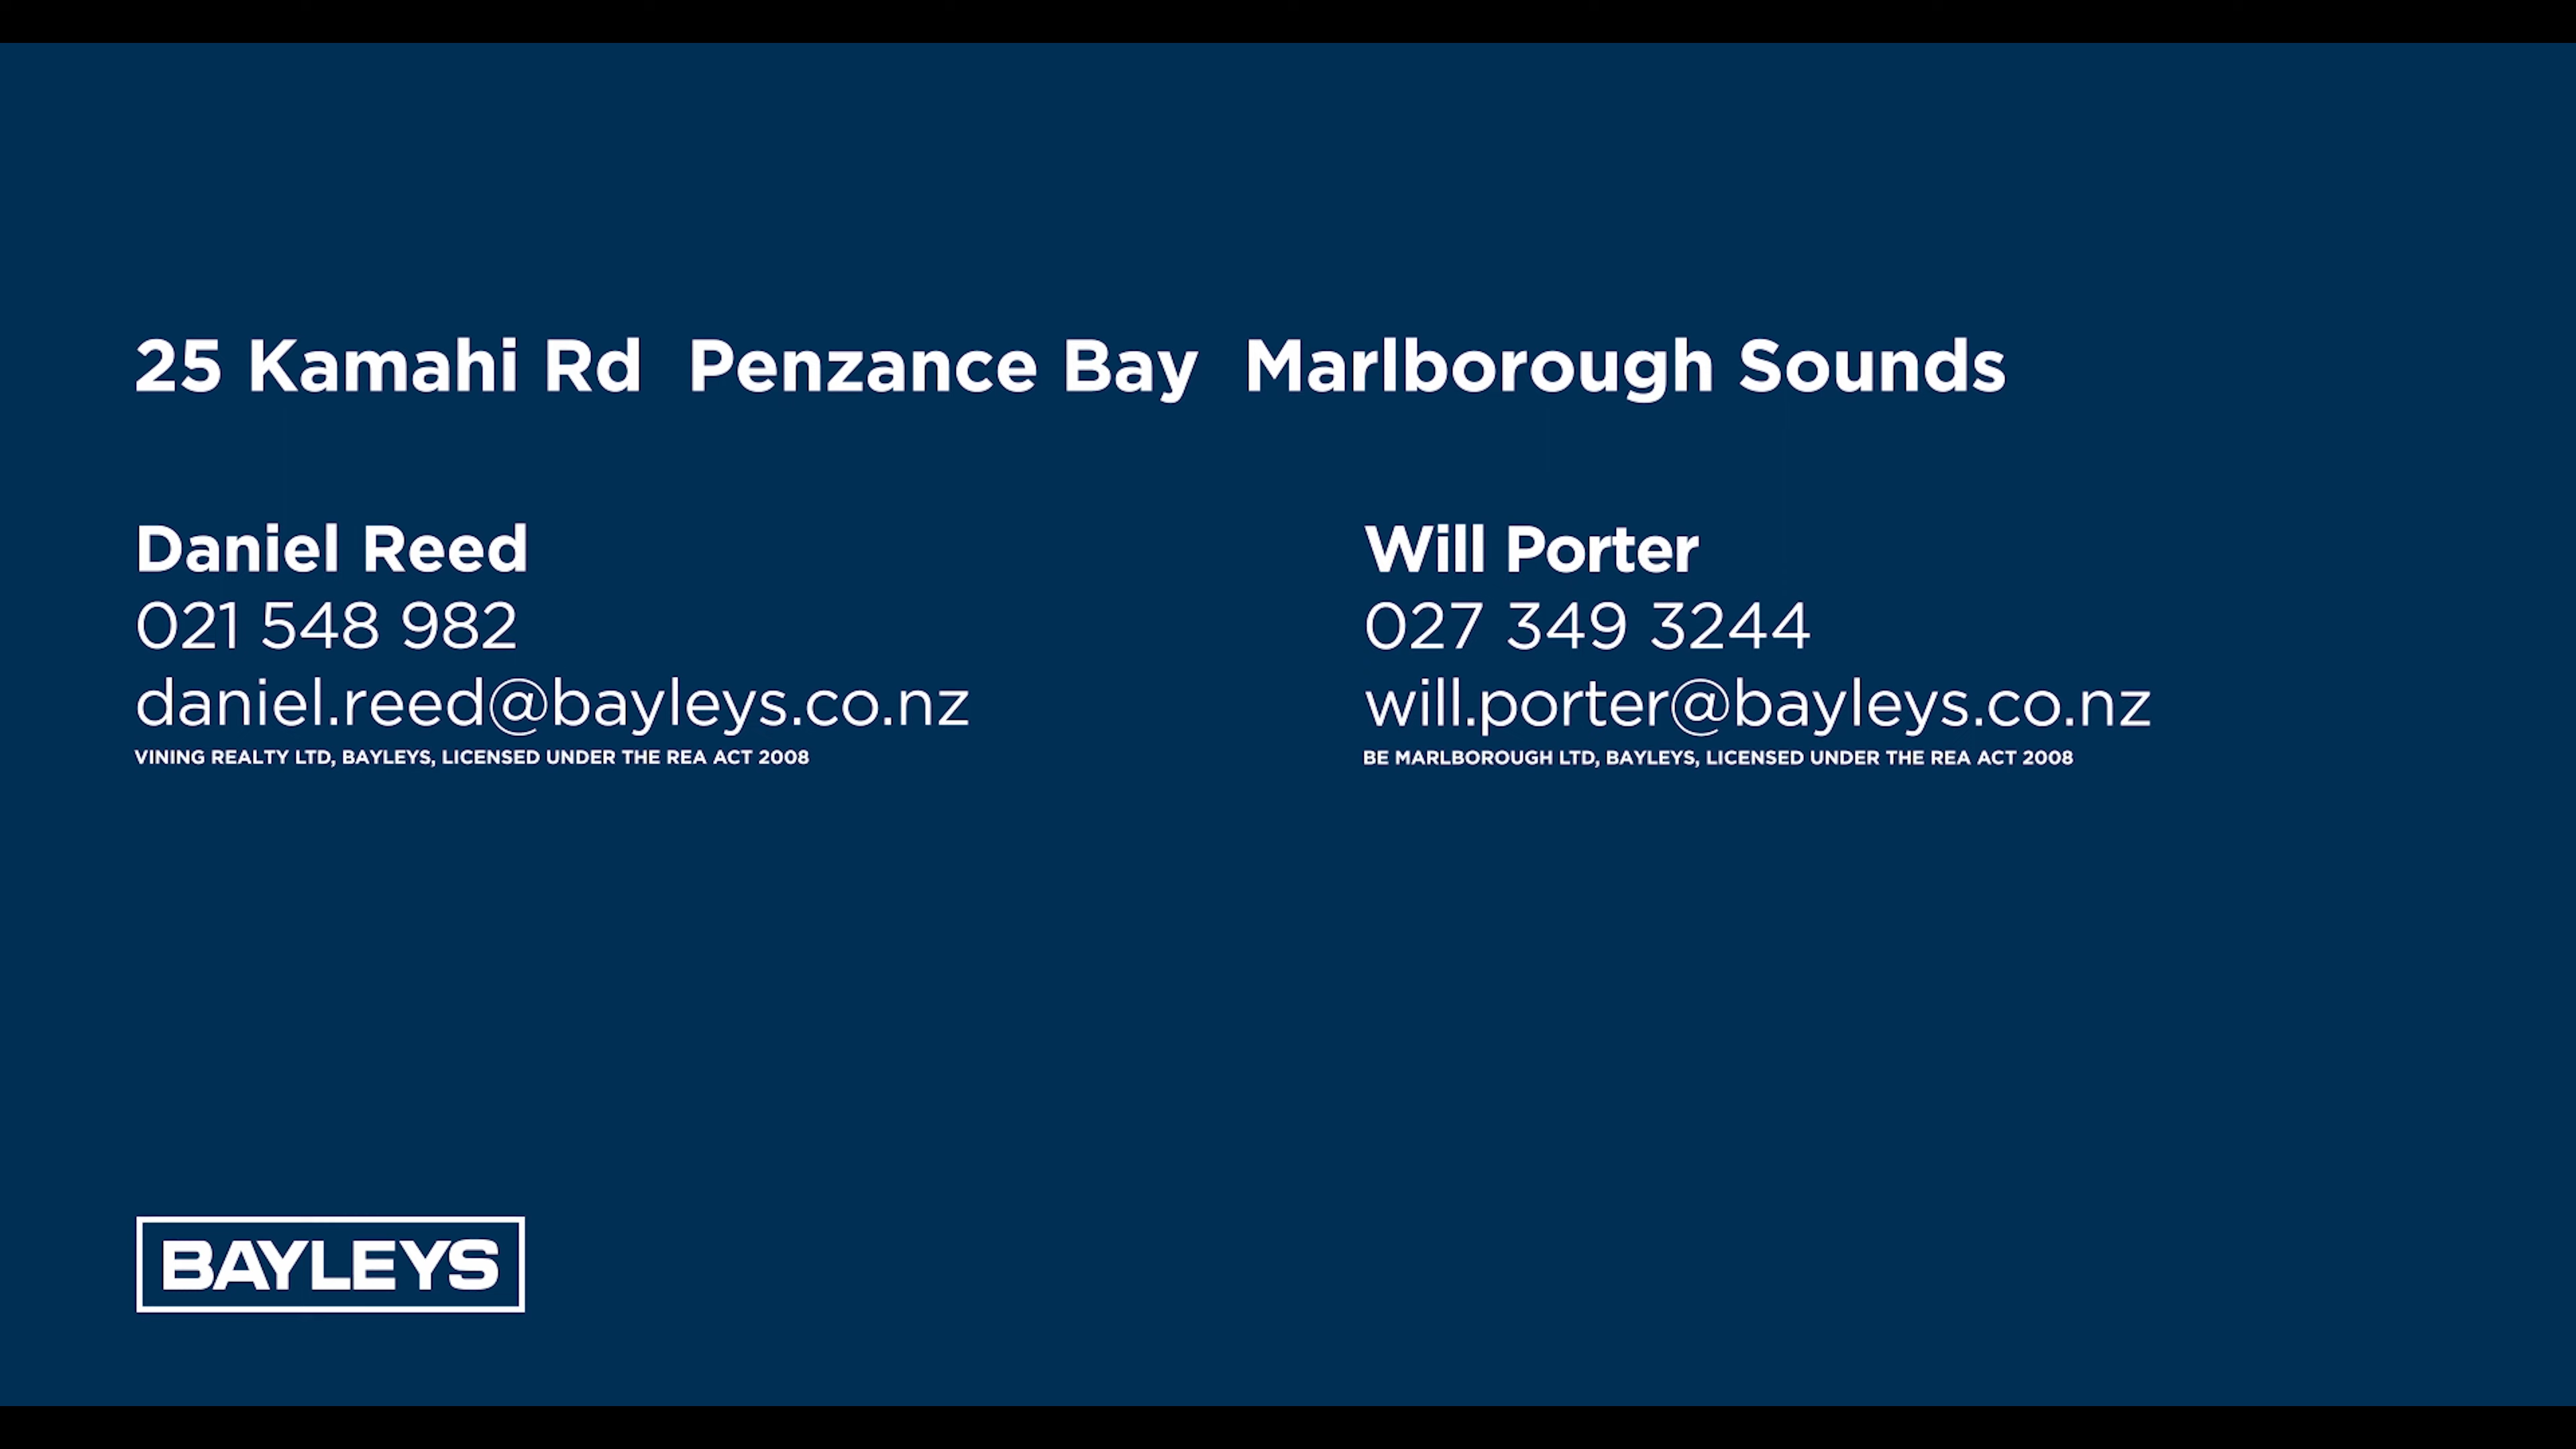 25 Kamahi Rd  Penzance Bay  Marlborough Sounds
Daniel Reed
021 548 982
daniel.reed@bayleys.co.nz
VINING REALTY LTD, BAYLEYS, LICENSED UNDER THE REA ACT 2008
Will Porter
027 349 3244
will.porter@bayleys.co.nz
BE MARLBOROUGH LTD, BAYLEYS, LICENSED UNDER THE REA ACT 2008
BAYLEYS